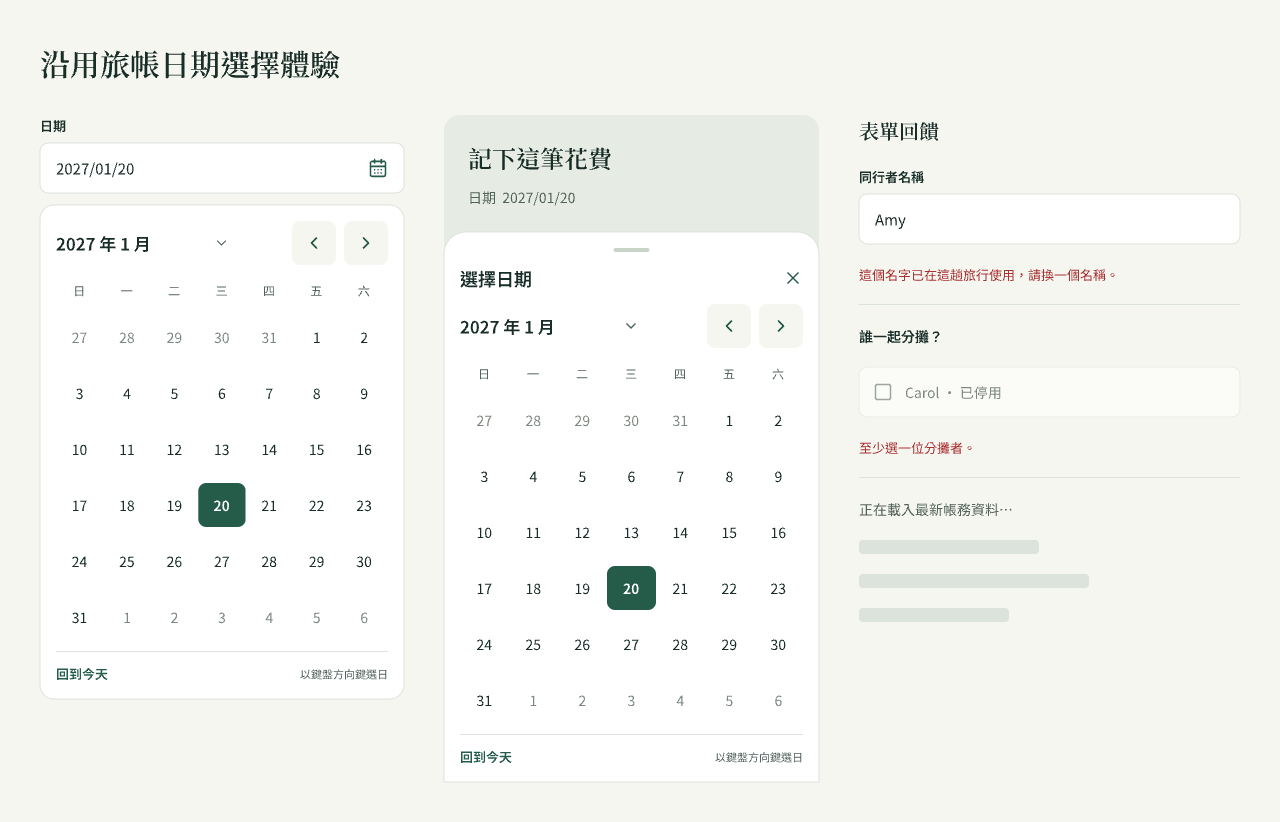 沿用旅帳日期選擇體驗
日期
2027/01/20
2027 年 1 月
日 一 二 三 四 五 六
27 28 29 30 31 1 2
3 4 5 6 7 8 9
10 11 12 13 14 15 16
17 18 19 20 21 22 23
24 25 26 27 28 29 30
31 1 2 3 4 5 6
回到今天 以鍵盤方向鍵選日
記下這筆花費
日期 2027/01/20
選擇日期
2027 年 1 月
日 一 二 三 四 五 六
27 28 29 30 31 1 2
3 4 5 6 7 8 9
10 11 12 13 14 15 16
17 18 19 20 21 22 23
24 25 26 27 28 29 30
31 1 2 3 4 5 6
回到今天 以鍵盤方向鍵選日
表單回饋
同行者名稱
Amy
這個名字已在這趟旅行使用，請換一個名稱。
誰一起分攤？
Carol・已停用
至少選一位分攤者。
正在載入最新帳務資料…